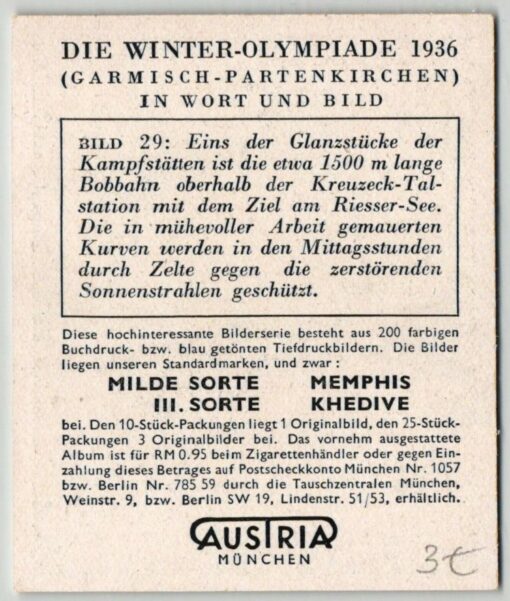 DIE WINTER-OLYMPIADE 1936
(GARMISCH-PARTENKIRCHEN)
IN WORT UND BILD
BILD 29: Eins der Glanzstücke der
Kampfstätten ist die etwa 1500 m lange
Bobbahn oberhalb der Kreuzeck-Tal-
station mit dem Ziel am Riesser-See.
Die in mühevoller Arbeit gemauerten
Kurven werden in den Mittagsstunden
durch Zelte gegen die zerstörenden
Sonnenstrahlen geschützt.
Diese hochinteressante Bilderserie besteht aus 200 farbigen
Buchdruck- bzw. blau getönten Tiefdruckbildern. Die Bilder
liegen unseren Standardmarken, und zwar:
MILDE SORTE MEMPHIS
III. SORTE KHEDIVE
bei. Den 10-Stück-Packungen liegt 1 Originalbild, den 25-Stück-
Packungen 3 Originalbilder bei. Das vornehm ausgestattete
Album ist für RM 0.95 beim Zigarettenhändler oder gegen Ein-
zahlung dieses Betrages auf Postscheckkonto München Nr. 1057
bzw. Berlin Nr. 785 59 durch die Tauschzentralen München,
Weinstr. 9, bzw. Berlin SW 19, Lindenstr. 51/53, erhältlich.
AUSTRIA
MÜNCHEN
3€